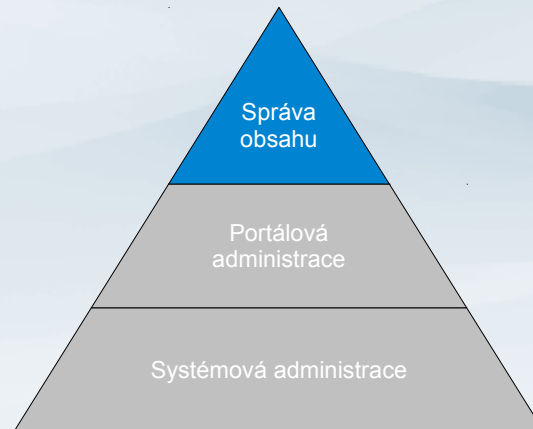 Správa
obsahu
Portálová
administrace
Systémová administrace